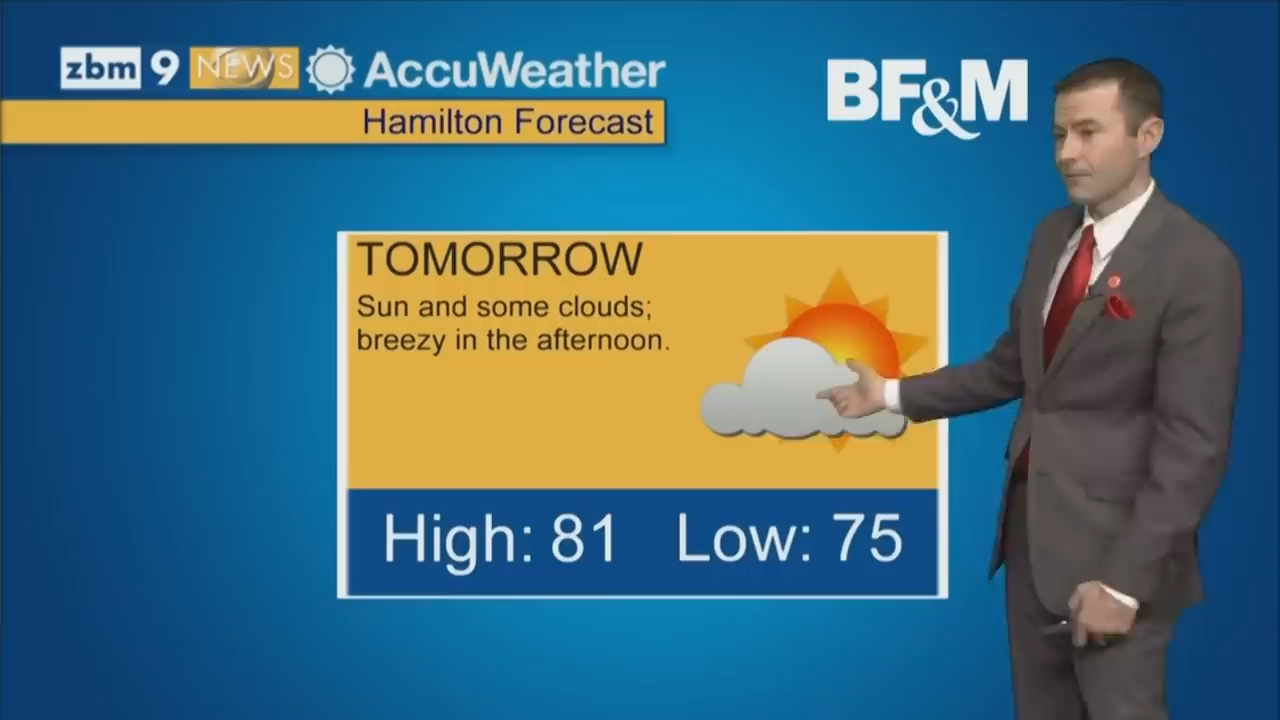 zbm 9 NEWS AccuWeather
BF&M
Hamilton Forecast
TOMORROW
Sun and some clouds;
breezy in the afternoon.
High: 81 Low: 75